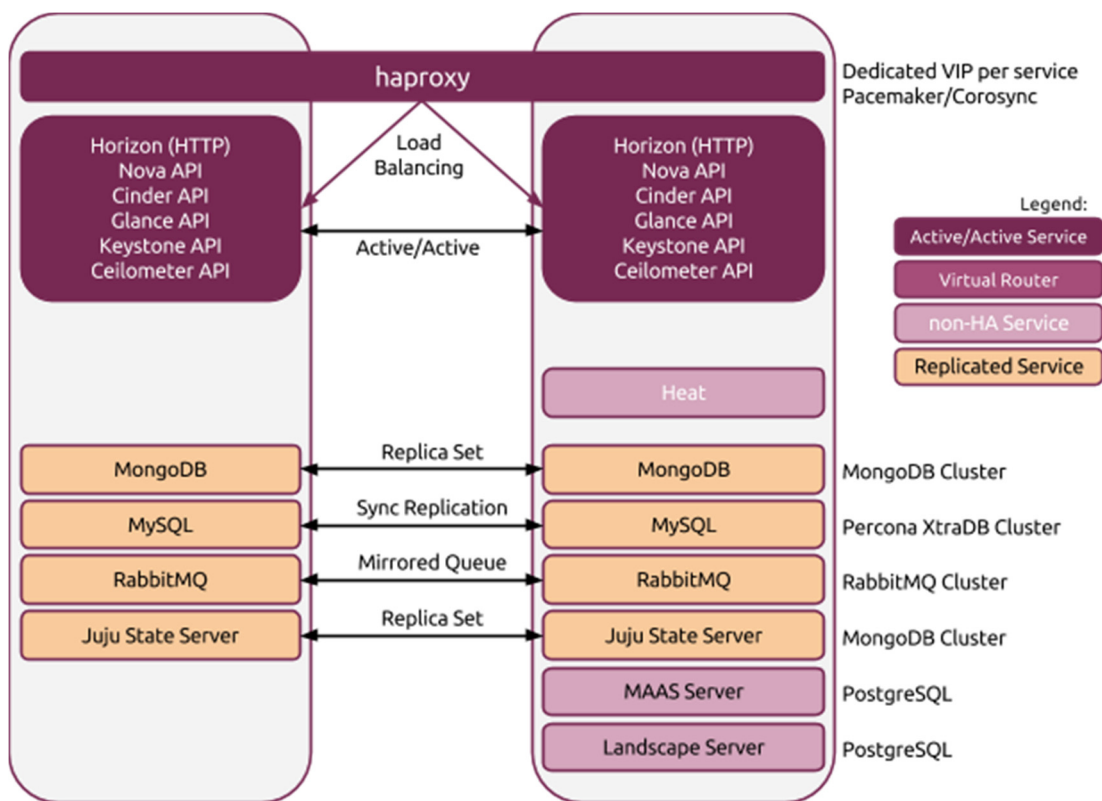 haproxy
Dedicated VIP per service
Pacemaker/Corosync
Horizon (HTTP)
Nova API
Cinder API
Glance API
Keystone API
Ceilometer API
Load
Balancing
Active/Active
Horizon (HTTP)
Nova API
Cinder API
Glance API
Keystone API
Ceilometer API
Legend:
Active/Active Service
Virtual Router
non-HA Service
Replicated Service
Heat
MongoDB
Replica Set
MongoDB
MongoDB Cluster
MySQL
Sync Replication
MySQL
Percona XtraDB Cluster
RabbitMQ
Mirrored Queue
RabbitMQ
RabbitMQ Cluster
Juju State Server
Replica Set
Juju State Server
MongoDB Cluster
MAAS Server
PostgreSQL
Landscape Server
PostgreSQL